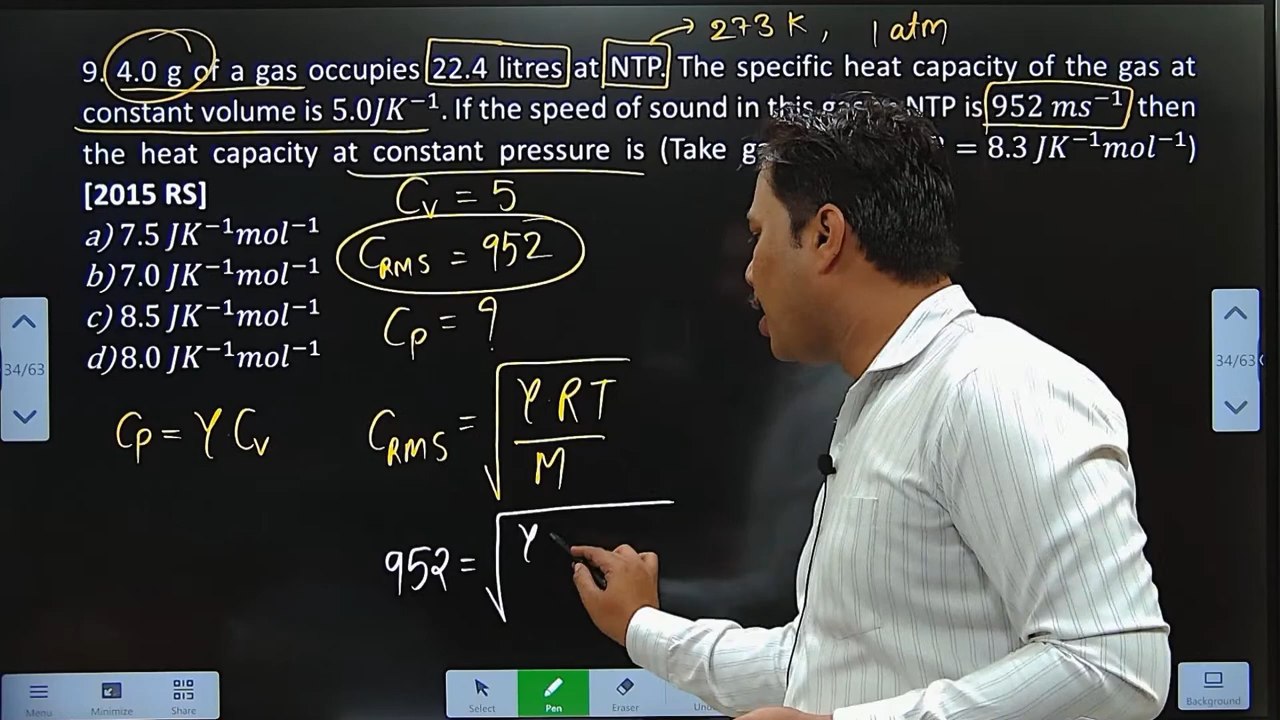 → 273 K, 1 atm
9. 4.0 g of a gas occupies 22.4 litres at NTP. The specific heat capacity of the gas at
constant volume is 5.0JK⁻¹. If the speed of sound in this gas NTP is 952 ms⁻¹ then
the heat capacity at constant pressure is (Take = 8.3 JK⁻¹mol⁻¹)
[2015 RS]
a) 7.5 JK⁻¹mol⁻¹
b) 7.0 JK⁻¹mol⁻¹
c) 8.5 JK⁻¹mol⁻¹
d) 8.0 JK⁻¹mol⁻¹
Cv = 5
CRMS = 952
Cp = ?
Cp = γ·Cv
CRMS = √(γ·RT/M)
952 = √(γ
34/63
34/63
Menu
Minimize
Share
Select
Pen
Eraser
Background